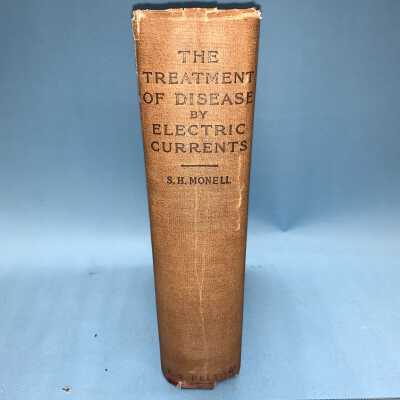 THE
TREATMENT
OF DISEASE
BY
ELECTRIC
CURRENTS
S.H. MONELL